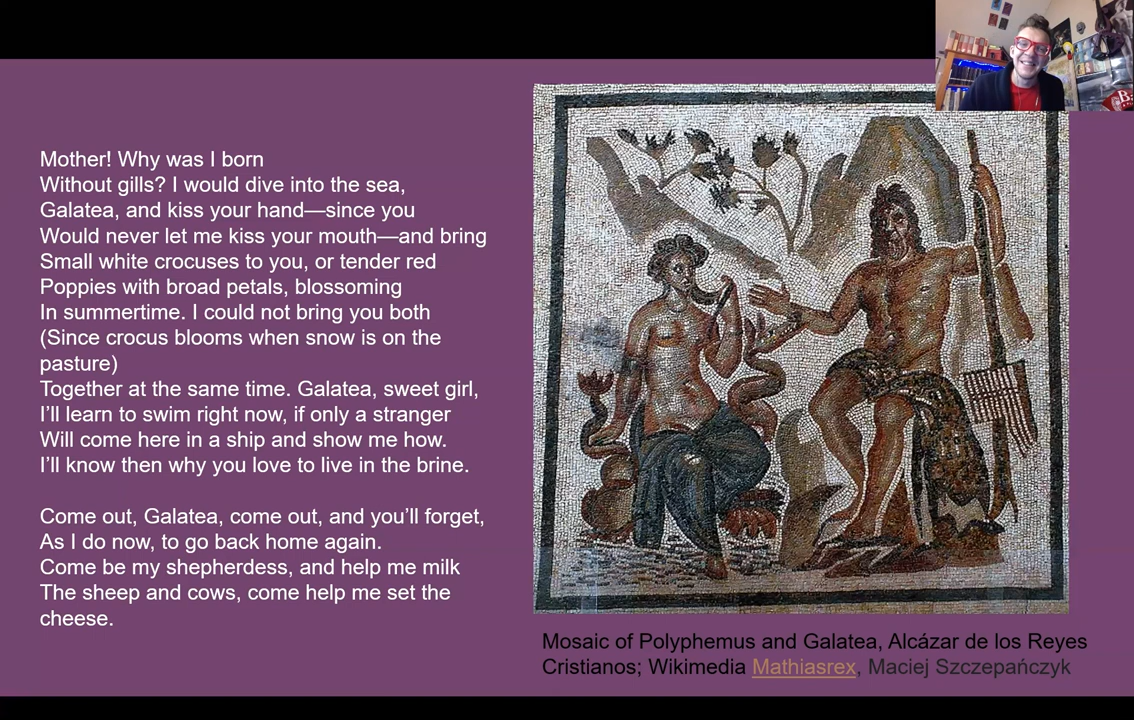 Mother! Why was I born
Without gills? I would dive into the sea,
Galatea, and kiss your hand—since you
Would never let me kiss your mouth—and bring
Small white crocuses to you, or tender red
Poppies with broad petals, blossoming
In summertime. I could not bring you both
(Since crocus blooms when snow is on the
pasture)
Together at the same time. Galatea, sweet girl,
I’ll learn to swim right now, if only a stranger
Will come here in a ship and show me how.
I’ll know then why you love to live in the brine.
Come out, Galatea, come out, and you’ll forget,
As I do now, to go back home again.
Come be my shepherdess, and help me milk
The sheep and cows, come help me set the
cheese.
Mosaic of Polyphemus and Galatea, Alcázar de los Reyes
Cristianos; Wikimedia Mathiasrex, Maciej Szczepańczyk